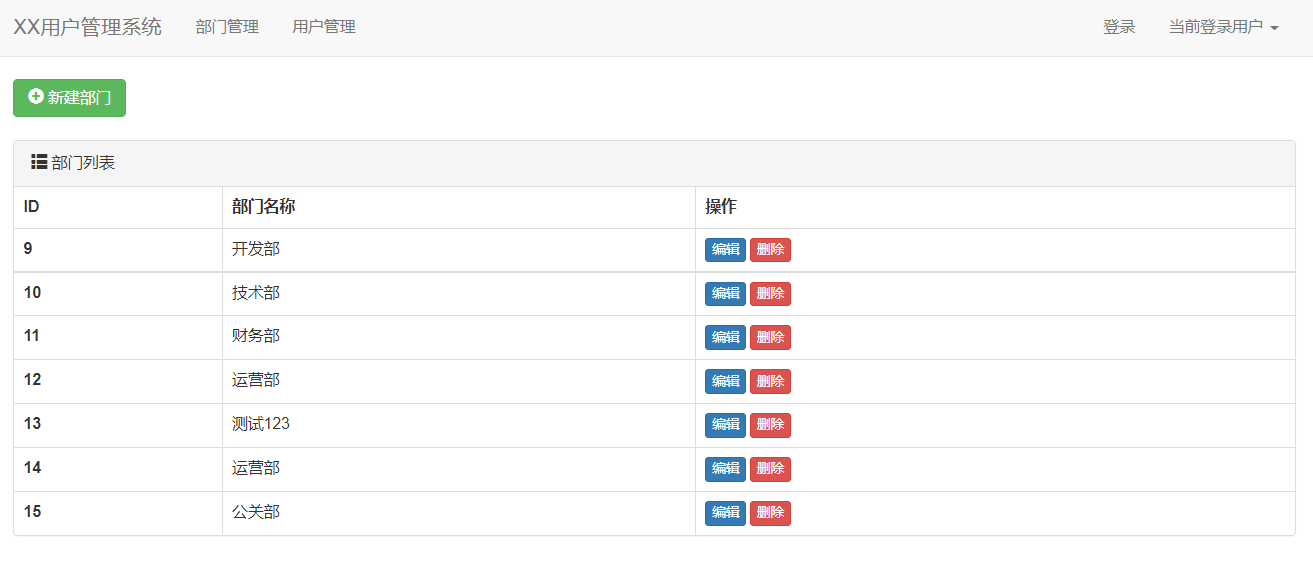 XX用户管理系统 部门管理 用户管理 登录 当前登录用户
新建部门
部门列表
ID 部门名称 操作
9 开发部 编辑 删除
10 技术部 编辑 删除
11 财务部 编辑 删除
12 运营部 编辑 删除
13 测试123 编辑 删除
14 运营部 编辑 删除
15 公关部 编辑 删除